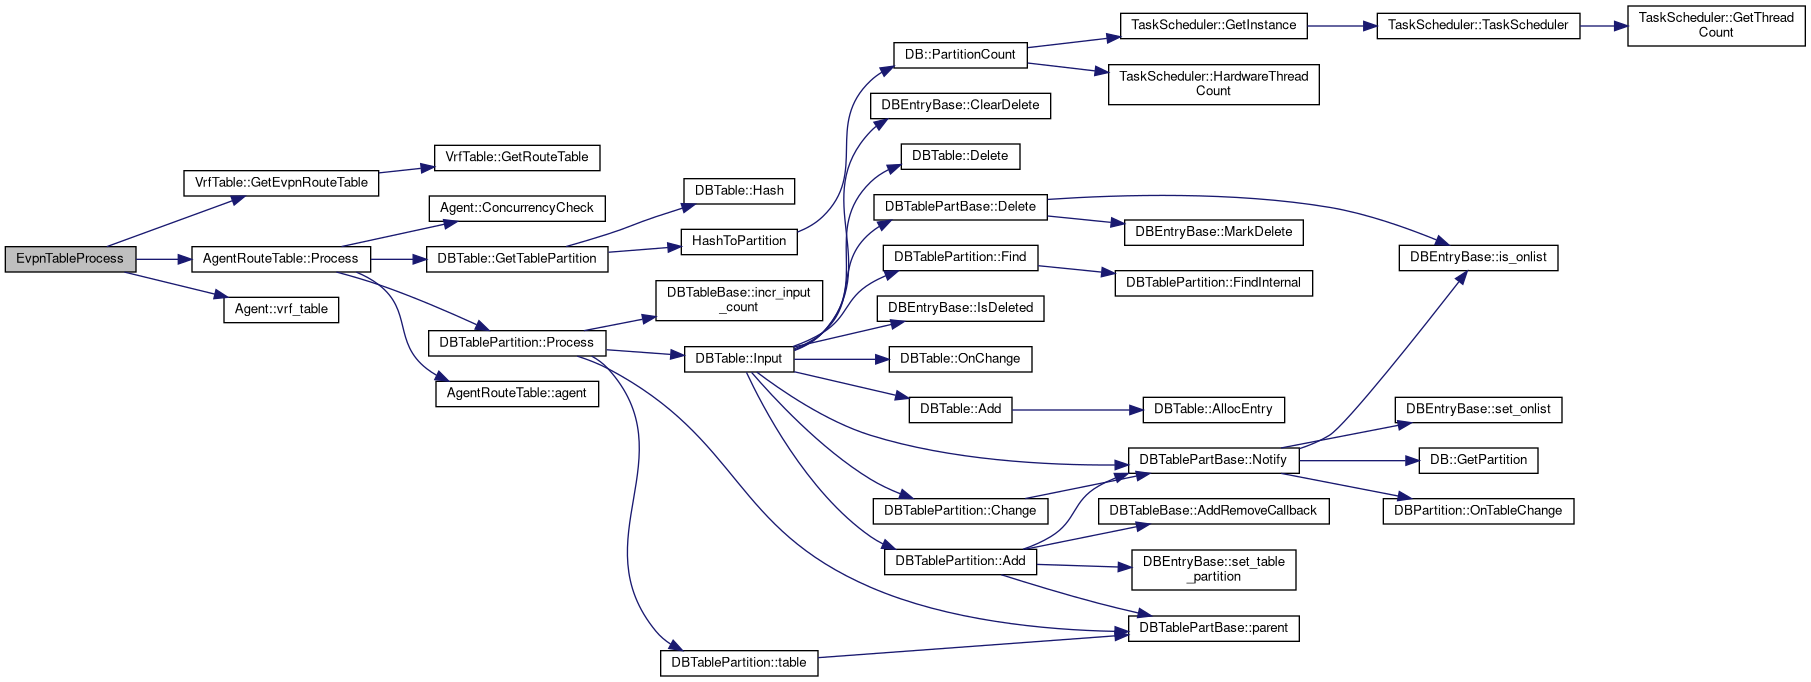 EvpnTableProcess
VrfTable::GetEvpnRouteTable
AgentRouteTable::Process
Agent::vrf_table
VrfTable::GetRouteTable
Agent::ConcurrencyCheck
DBTable::GetTablePartition
DBTablePartition::Process
AgentRouteTable::agent
DBTable::Hash
HashToPartition
DBTableBase::incr_input
_count
DBTable::Input
DBTablePartition::table
DB::PartitionCount
DBEntryBase::ClearDelete
DBTable::Delete
DBTablePartBase::Delete
DBTablePartition::Find
DBEntryBase::IsDeleted
DBTable::OnChange
DBTable::Add
DBTablePartition::Change
DBTablePartition::Add
TaskScheduler::GetInstance
TaskScheduler::HardwareThread
Count
DBEntryBase::MarkDelete
DBTablePartition::FindInternal
DBTable::AllocEntry
DBTablePartBase::Notify
DBTableBase::AddRemoveCallback
DBEntryBase::set_table
_partition
DBTablePartBase::parent
TaskScheduler::TaskScheduler
DBEntryBase::is_onlist
DBEntryBase::set_onlist
DB::GetPartition
DBPartition::OnTableChange
TaskScheduler::GetThread
Count